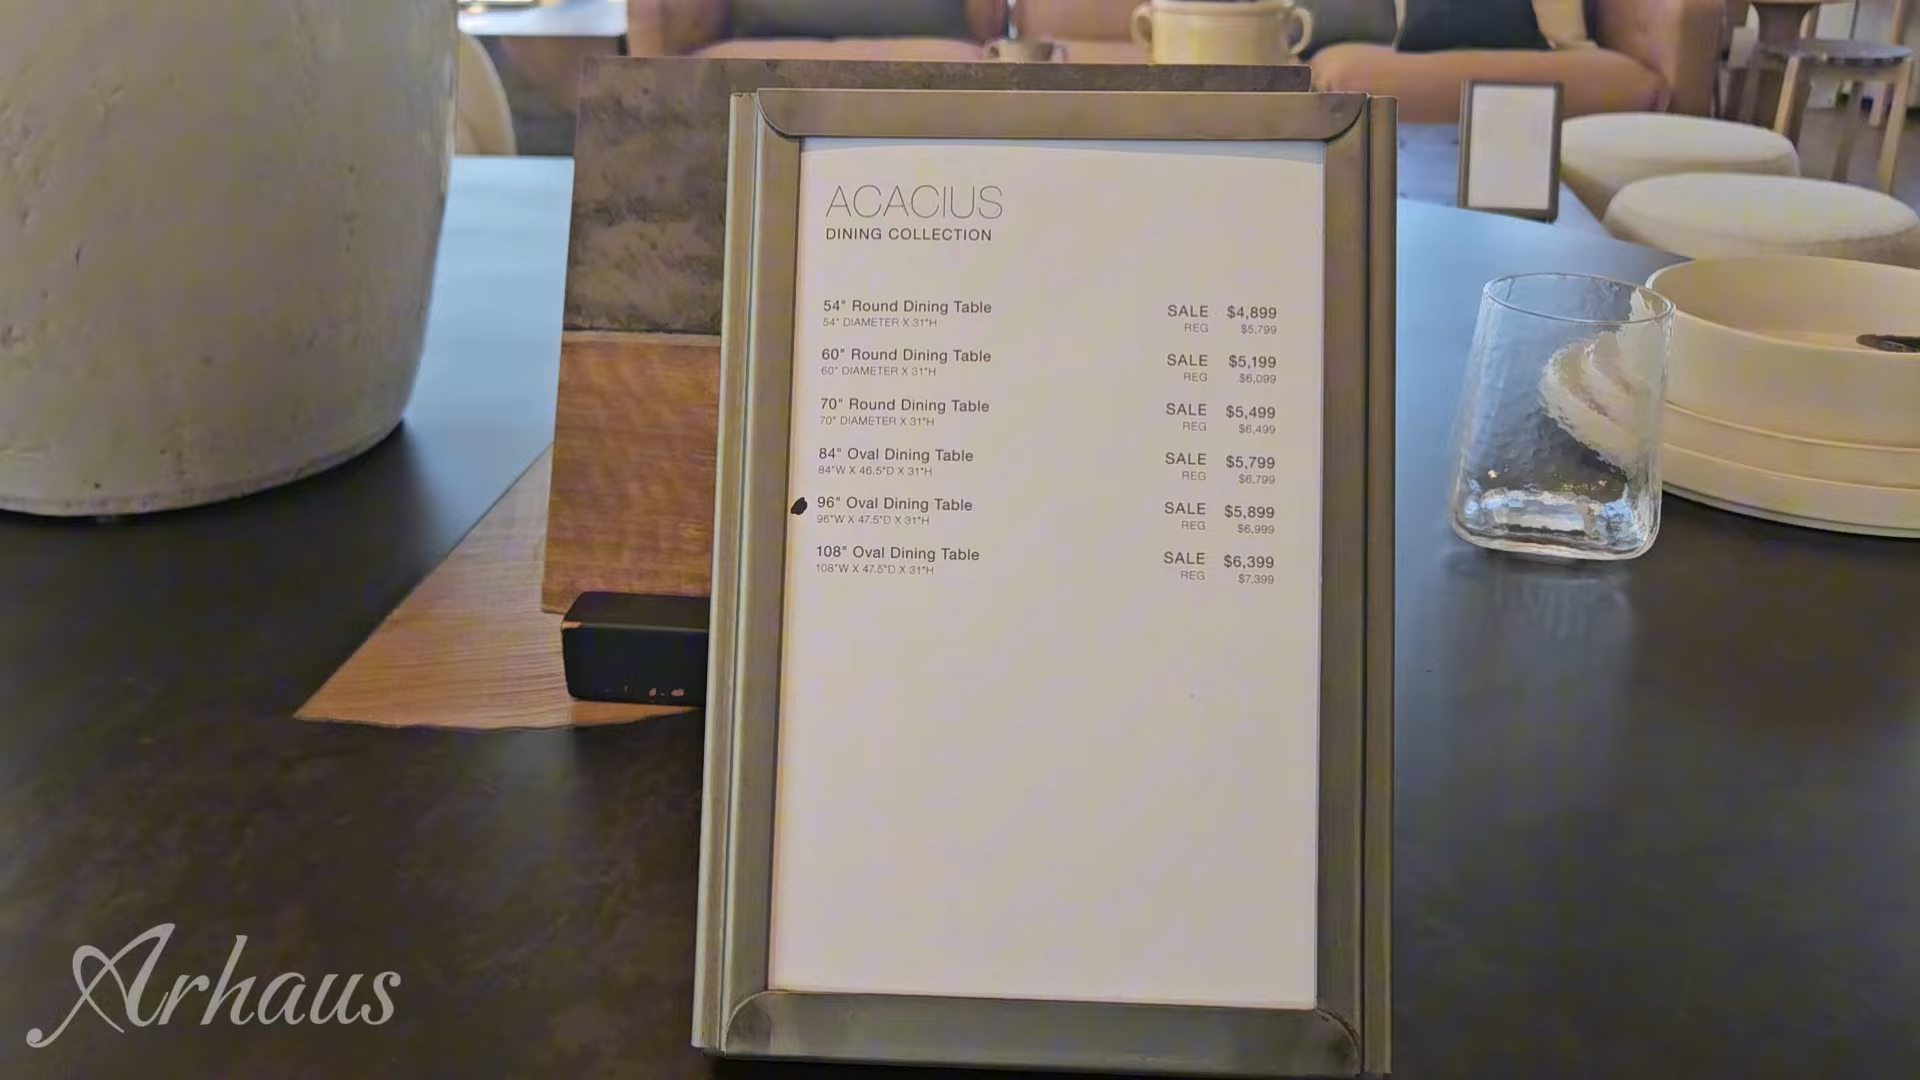 ACACIUS
DINING COLLECTION
54" Round Dining Table SALE $4,899
54" DIAMETER X 31"H REG $5,799
60" Round Dining Table SALE $5,199
60" DIAMETER X 31"H REG $6,099
70" Round Dining Table SALE $5,499
70" DIAMETER X 31"H REG $6,499
84" Oval Dining Table SALE $5,799
84"W X 46.5"D X 31"H REG $6,799
96" Oval Dining Table SALE $5,899
96"W X 47.5"D X 31"H REG $6,999
108" Oval Dining Table SALE $6,399
108"W X 47.5"D X 31"H REG $7,399
Arhaus